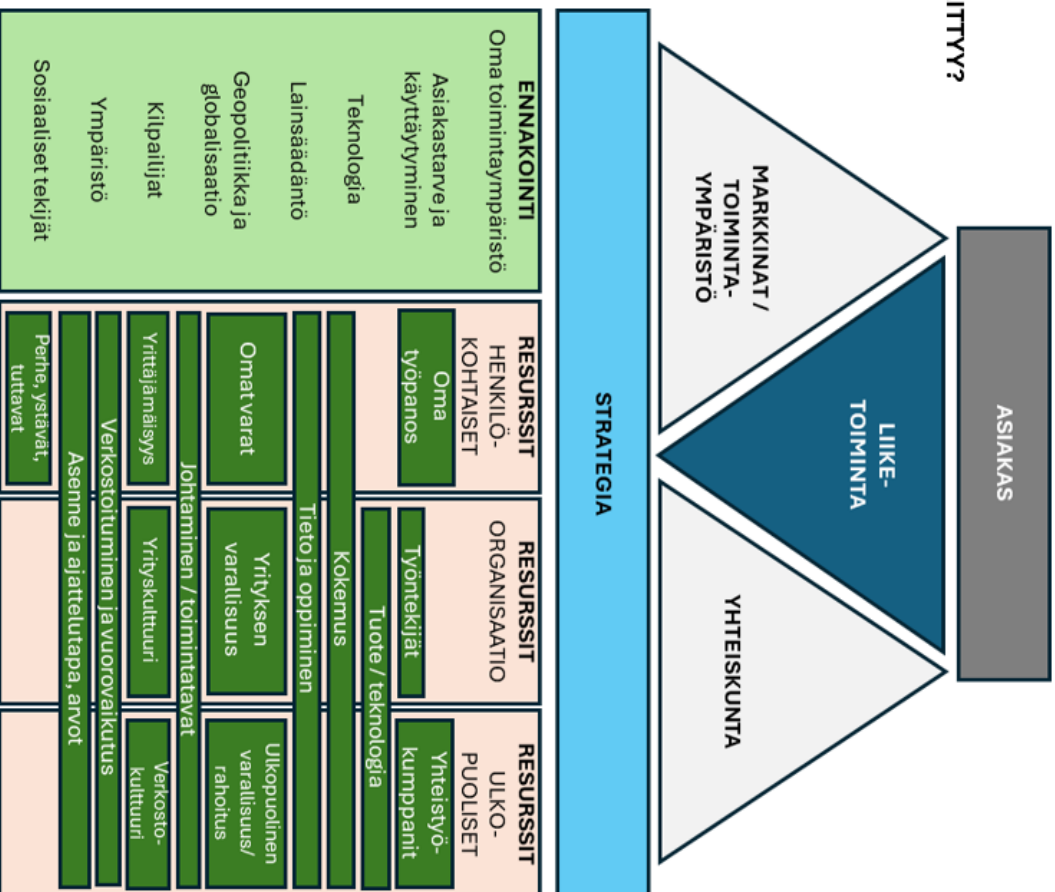 ITTYY?
ASIAKAS
MARKKINAT /
TOIMINTA-
YMPÄRISTÖ
LIIKE-
TOIMINTA
YHTEISKUNTA
STRATEGIA
ENNAKOINTI
Oma toimintaympäristö
Asiakastarve ja
käyttäytyminen
Teknologia
Lainsäädäntö
Geopolitiikka ja
globalisaatio
Kilpailijat
Ympäristö
Sosiaaliset tekijät
RESURSSIT
HENKILÖ-
KOHTAISET
RESURSSIT
ORGANISAATIO
RESURSSIT
ULKO-
PUOLISET
Oma
työpanos
Työntekijät
Yhteistyö-
kumppanit
Tuote / teknologia
Kokemus
Tieto ja oppiminen
Omat varat
Yrityksen
varallisuus
Ulkopuolinen
varallisuus/
rahoitus
Johtaminen / toimintatavat
Yrittäjämäisyys
Yrityskulttuuri
Verkosto-
kulttuuri
Verkostoituminen ja vuorovaikutus
Asenne ja ajattelutapa, arvot
Perhe, ystävät,
tuttavat